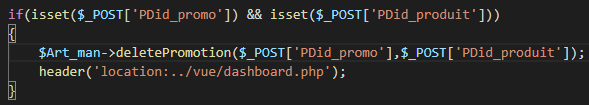 if(isset($_POST['PDid_promo']) && isset($_POST['PDid_produit']))
{
    $Art_man->deletePromotion($_POST['PDid_promo'],$_POST['PDid_produit']);
    header('location:../vue/dashboard.php');
}